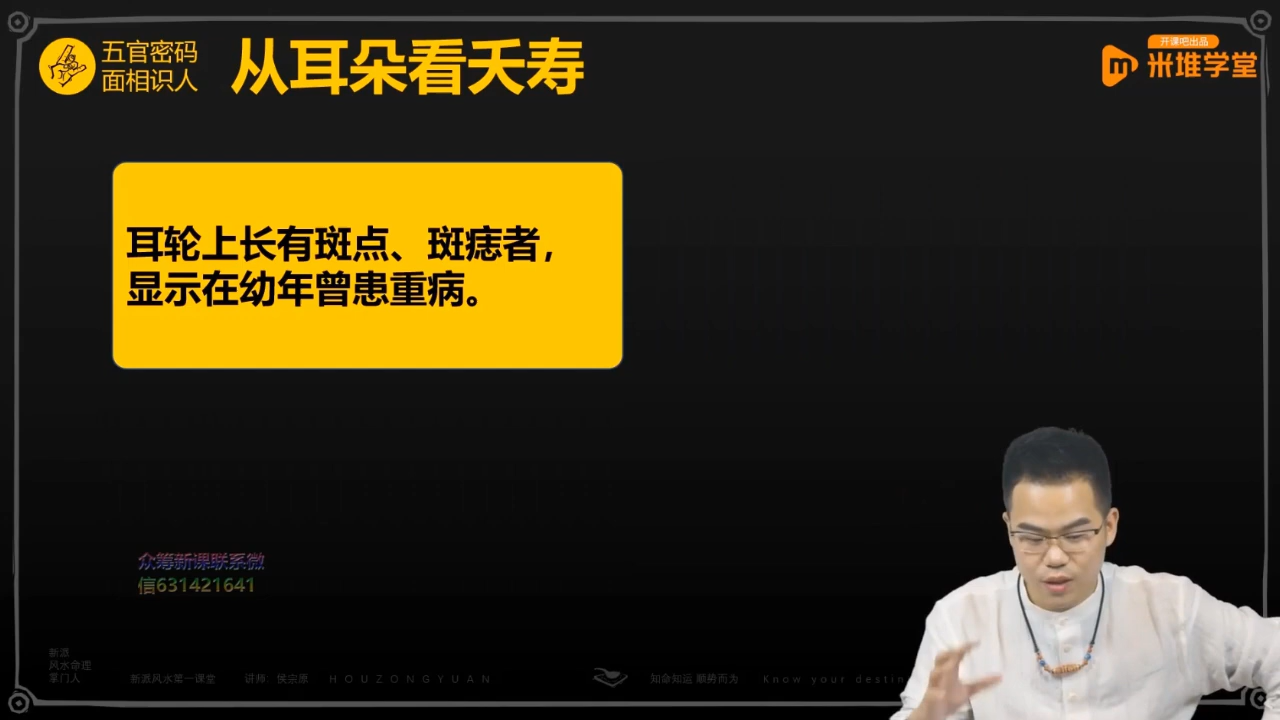 五官密码
面相识人
从耳朵看夭寿
开课吧出品
米堆学堂
耳轮上长有斑点、斑痣者，
显示在幼年曾患重病。
众筹新课联系微
信631421641
新派
风水命理
掌门人
新派风水第一课堂
讲师：侯宗原
HOUZONGYUAN
知命知运 顺势而为
Know your destin